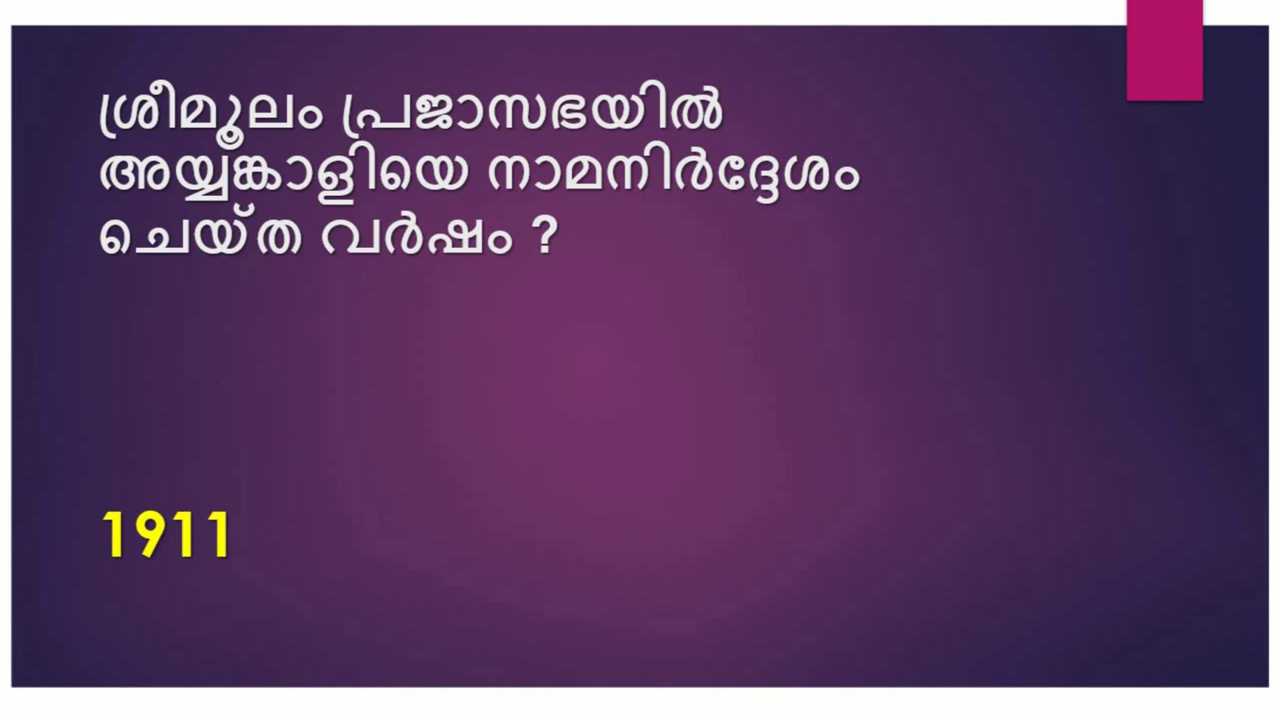 ശ്രീമൂലം പ്രജാസഭയിൽ
അയ്യങ്കാളിയെ നാമനിർദ്ദേശം
ചെയ്ത വർഷം ?
1911